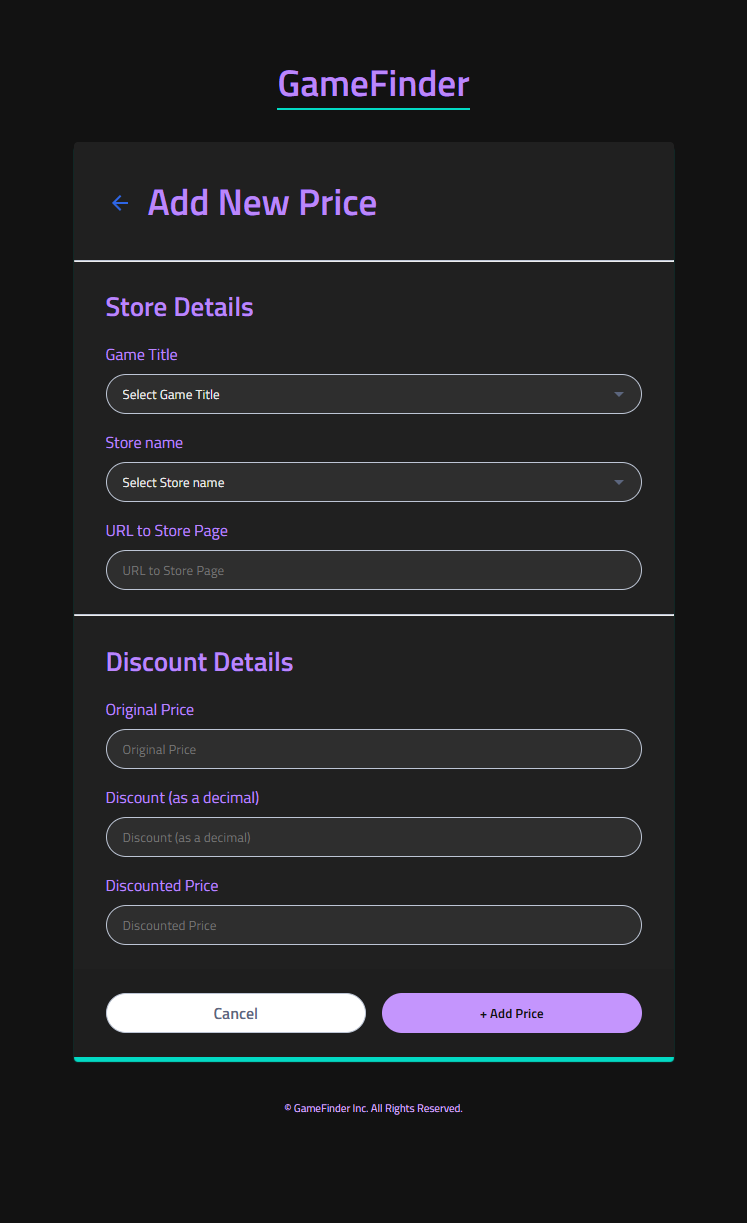 GameFinder
Add New Price
Store Details
Game Title
Select Game Title
Store name
Select Store name
URL to Store Page
URL to Store Page
Discount Details
Original Price
Original Price
Discount (as a decimal)
Discount (as a decimal)
Discounted Price
Discounted Price
Cancel
+ Add Price
© GameFinder Inc. All Rights Reserved.